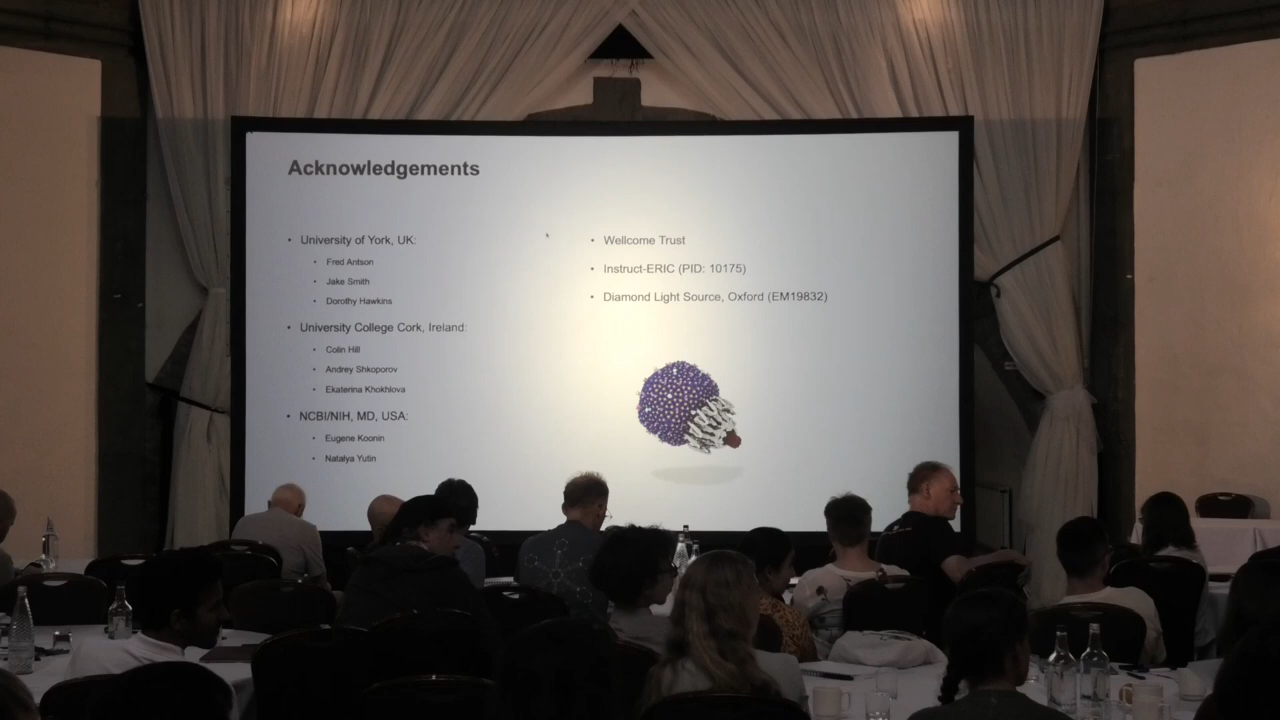 Acknowledgements
• University of York, UK:
• Fred Antson
• Jake Smith
• Dorothy Hawkins
• University College Cork, Ireland:
• Colin Hill
• Andrey Shkoporov
• Ekaterina Khokhlova
• NCBI/NIH, MD, USA:
• Eugene Koonin
• Natalya Yutin
• Wellcome Trust
• Instruct-ERIC (PID: 10175)
• Diamond Light Source, Oxford (EM19832)